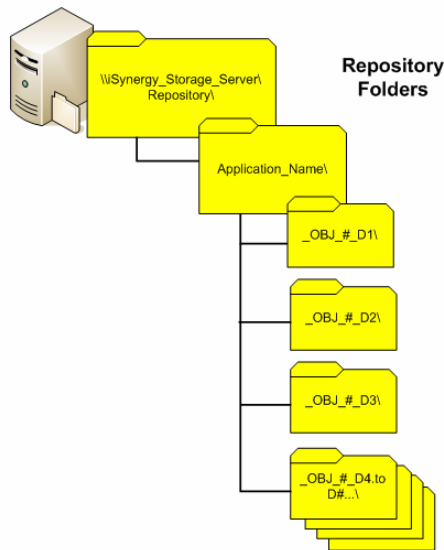 Repository
Folders
\\iSynergy_Storage_Server\
Repository\
Application_Name\
_OBJ_#_D1\
_OBJ_#_D2\
_OBJ_#_D3\
_OBJ_#_D4.to
D#...\